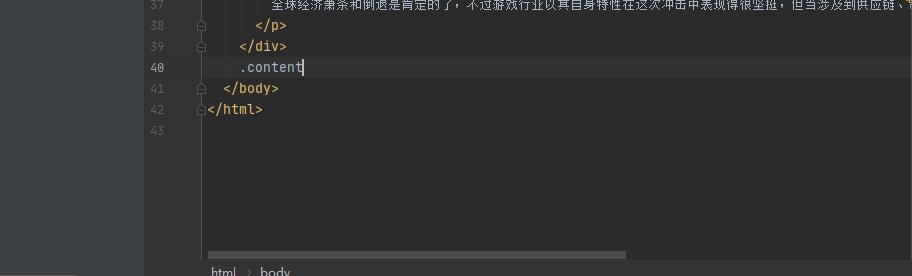 37 全球经济萧条和倒退是肯定的了，不过游戏行业以其自身特性在这次冲击中表现得很坚挺，但当涉及到供应链、
38 </p>
39 </div>
40 .content
41 </body>
42 </html>
43
html › body